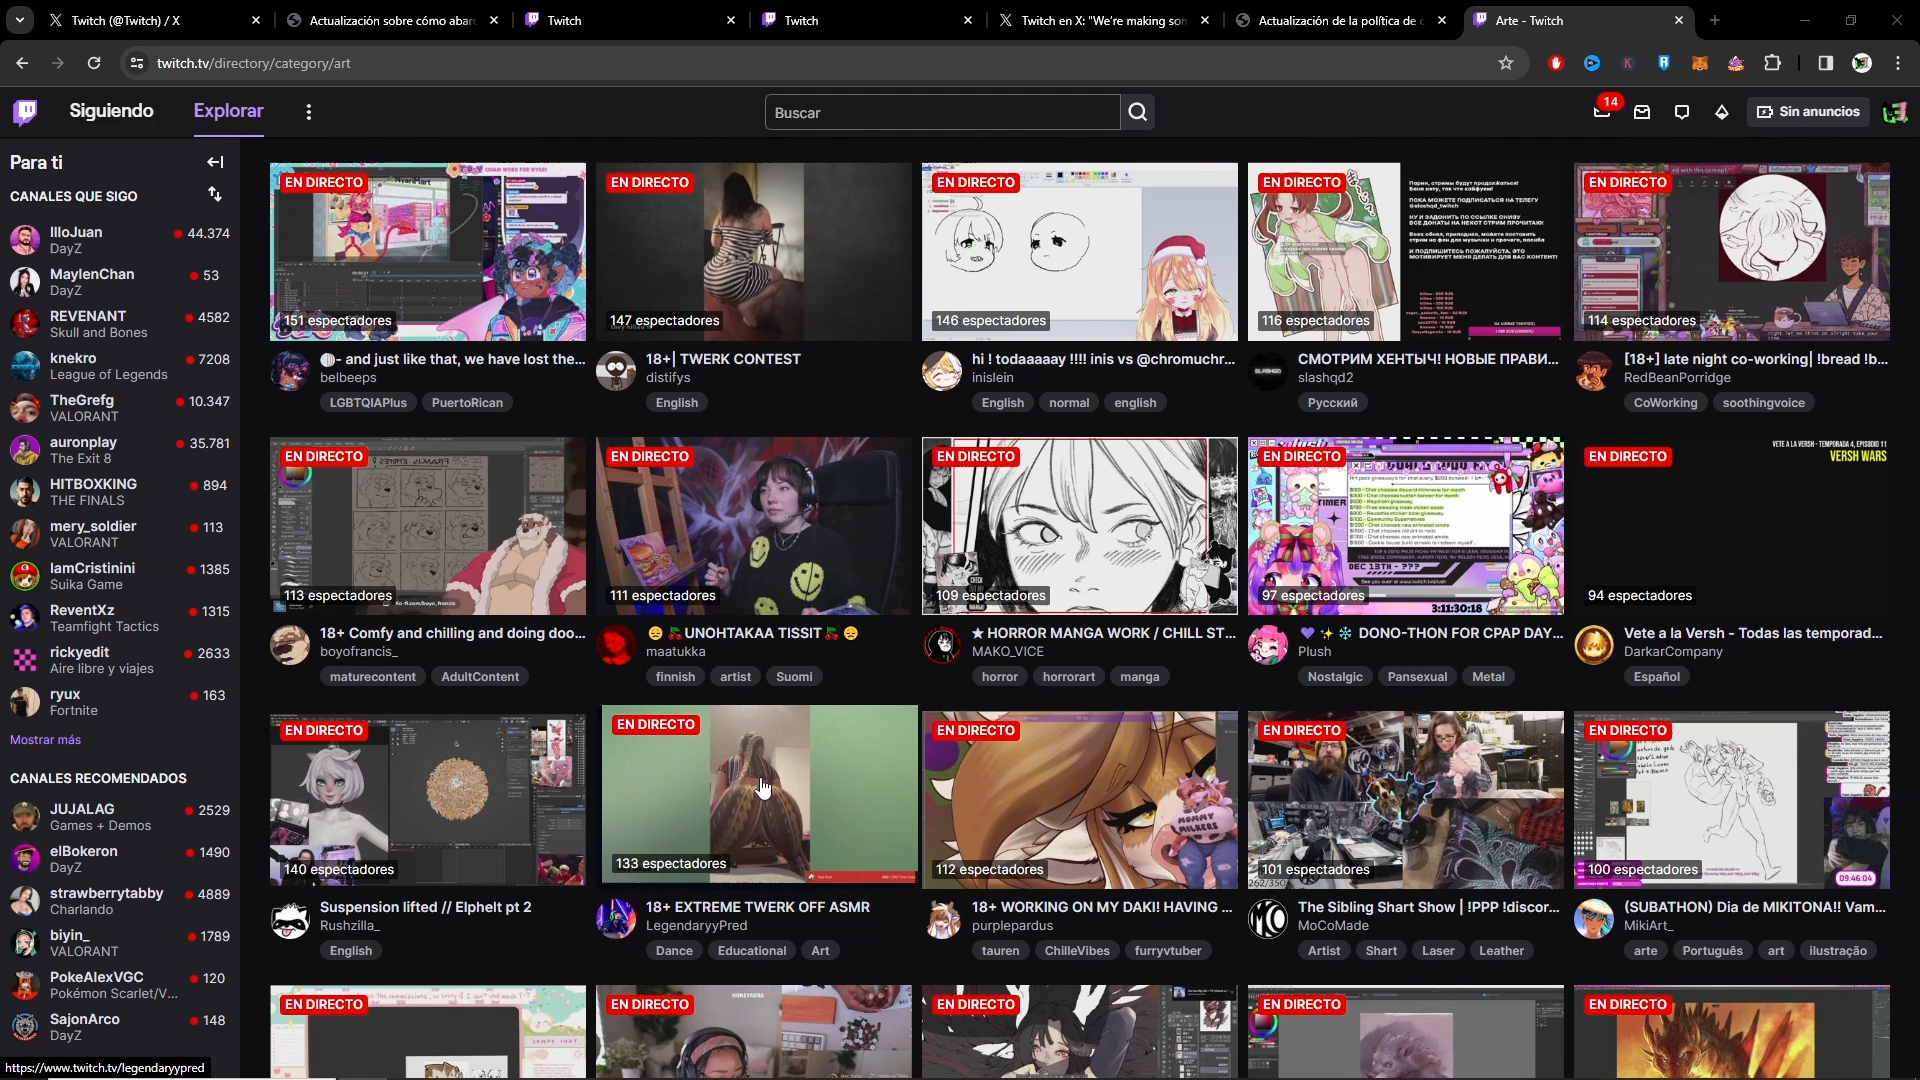 Twitch (@Twitch) / X
Actualización sobre cómo abar
Twitch
Twitch
Twitch en X: "We're making so
Actualización de la política de c
Arte - Twitch
twitch.tv/directory/category/art
Siguiendo
Explorar
Buscar
14
Sin anuncios
Para ti
CANALES QUE SIGO
IlloJuan
44.374
DayZ
MaylenChan
53
DayZ
REVENANT
4582
Skull and Bones
knekro
7208
League of Legends
TheGrefg
10.347
VALORANT
auronplay
35.781
The Exit 8
HITBOXKING
894
THE FINALS
mery_soldier
113
VALORANT
IamCristinini
1385
Suika Game
ReventXz
1315
Teamfight Tactics
rickyedit
2633
Aire libre y viajes
ryux
163
Fortnite
Mostrar más
CANALES RECOMENDADOS
JUJALAG
2529
Games + Demos
elBokeron
1490
DayZ
strawberrytabby
4889
Charlando
biyin_
1789
VALORANT
PokeAlexVGC
120
Pokémon Scarlet/V...
SajonArco
148
DayZ
https://www.twitch.tv/legendaryypred
EN DIRECTO
151 espectadores
- and just like that, we have lost the...
belbeeps
LGBTQIAPlus
PuertoRican
EN DIRECTO
147 espectadores
18+| TWERK CONTEST
distifys
English
EN DIRECTO
146 espectadores
hi ! todaaaaay !!!! inis vs @chromuchr...
inislein
English
normal
english
EN DIRECTO
116 espectadores
СМОТРИМ ХЕНТЫЧ! НОВЫЕ ПРАВИ...
slashqd2
Русский
EN DIRECTO
114 espectadores
[18+] late night co-working| !bread !b...
RedBeanPorridge
CoWorking
soothingvoice
EN DIRECTO
113 espectadores
18+ Comfy and chilling and doing doo...
boyofrancis_
maturecontent
AdultContent
EN DIRECTO
111 espectadores
😔🍒UNOHTAKAA TISSIT🍒😔
maatukka
finnish
artist
Suomi
EN DIRECTO
109 espectadores
★ HORROR MANGA WORK / CHILL ST...
MAKO_VICE
horror
horrorart
manga
EN DIRECTO
DEC 13TH - ???
97 espectadores
3:11:30:18
💜✨❄ DONO-THON FOR CPAP DAY...
Plush
Nostalgic
Pansexual
Metal
EN DIRECTO
VETE A LA VERSH - TEMPORADA 4, EPISODIO 11
VERSH WARS
94 espectadores
Vete a la Versh - Todas las temporad...
DarkarCompany
Español
EN DIRECTO
140 espectadores
Suspension lifted // Elphelt pt 2
Rushzilla_
English
EN DIRECTO
133 espectadores
18+ EXTREME TWERK OFF ASMR
LegendaryyPred
Dance
Educational
Art
EN DIRECTO
MOMMY MILKERS
112 espectadores
18+ WORKING ON MY DAKI! HAVING ...
purplepardus
tauren
ChilleVibes
furryvtuber
EN DIRECTO
101 espectadores
262/350
The Sibling Shart Show | !PPP !discor...
MoCoMade
Artist
Shart
Laser
Leather
EN DIRECTO
100 espectadores
09:46:04
(SUBATHON) Dia de MIKITONA!! Vam...
MikiArt_
arte
Português
art
ilustração
EN DIRECTO
EN DIRECTO
EN DIRECTO
EN DIRECTO
EN DIRECTO